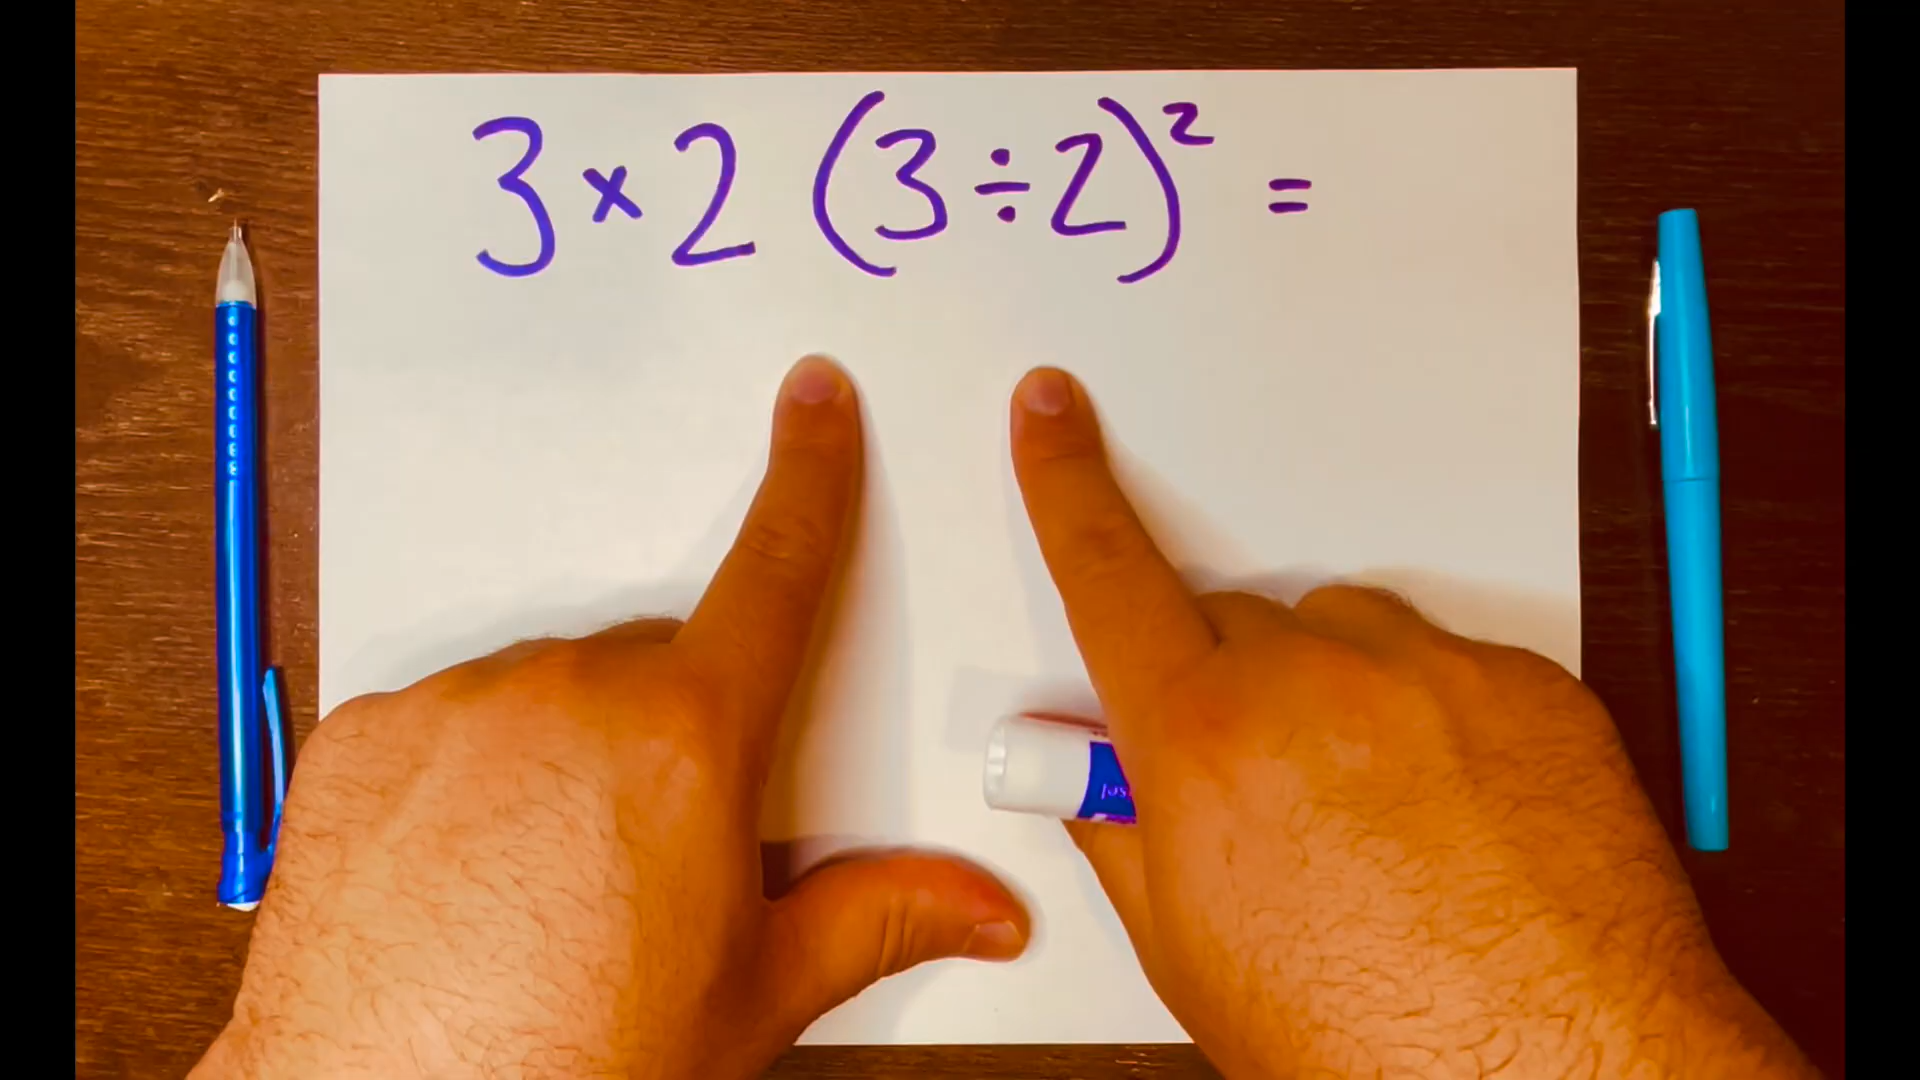 3 × 2 (3 ÷ 2)² =